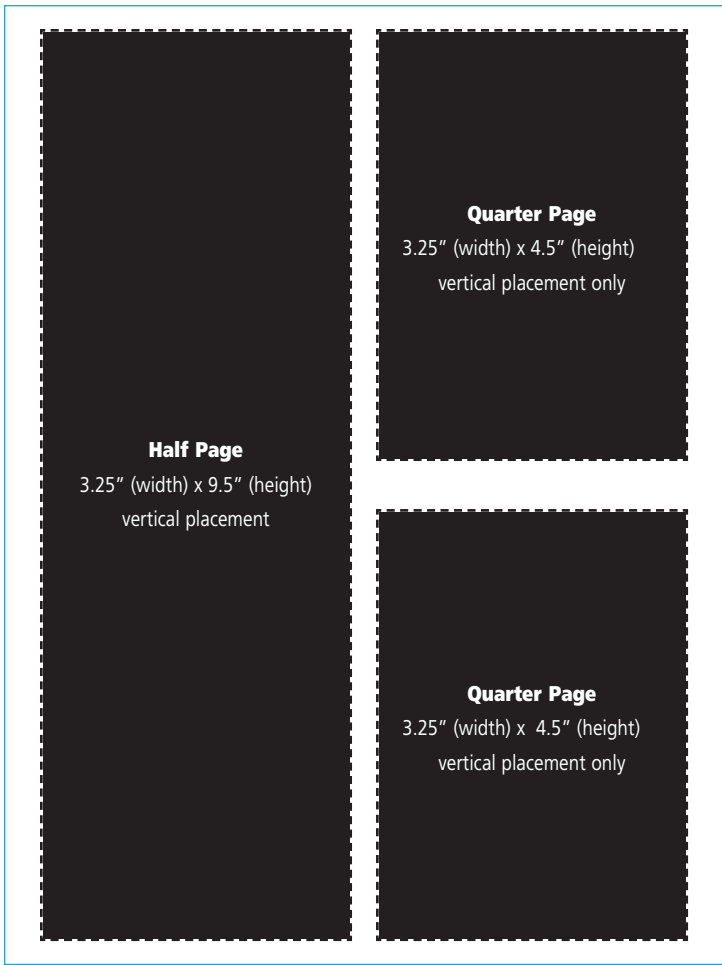 Half Page
3.25” (width) x 9.5” (height)
vertical placement
Quarter Page
3.25” (width) x 4.5” (height)
vertical placement only
Quarter Page
3.25” (width) x  4.5” (height)
vertical placement only